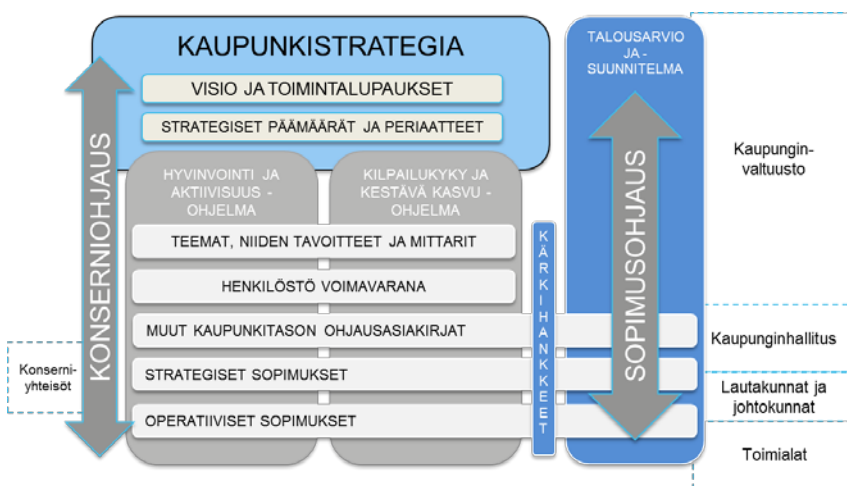 KAUPUNKISTRATEGIA
VISIO JA TOIMINTALUPAUKSET
STRATEGISET PÄÄMÄÄRÄT JA PERIAATTEET
HYVINVOINTI JA
AKTIIVISUUS -
OHJELMA
KILPAILUKYKY JA
KESTÄVÄ KASVU -
OHJELMA
TEEMAT, NIIDEN TAVOITTEET JA MITTARIT
HENKILÖSTÖ VOIMAVARANA
MUUT KAUPUNKITASON OHJAUSASIAKIRJAT
STRATEGISET SOPIMUKSET
OPERATIIVISET SOPIMUKSET
KONSERNIOHJAUS
Konserni-
yhteisöt
KÄRKIHANKKEET
TALOUSARVIO
JA -
SUUNNITELMA
SOPIMUSOHJAUS
Kaupungin-
valtuusto
Kaupunginhallitus
Lautakunnat ja
johtokunnat
Toimialat